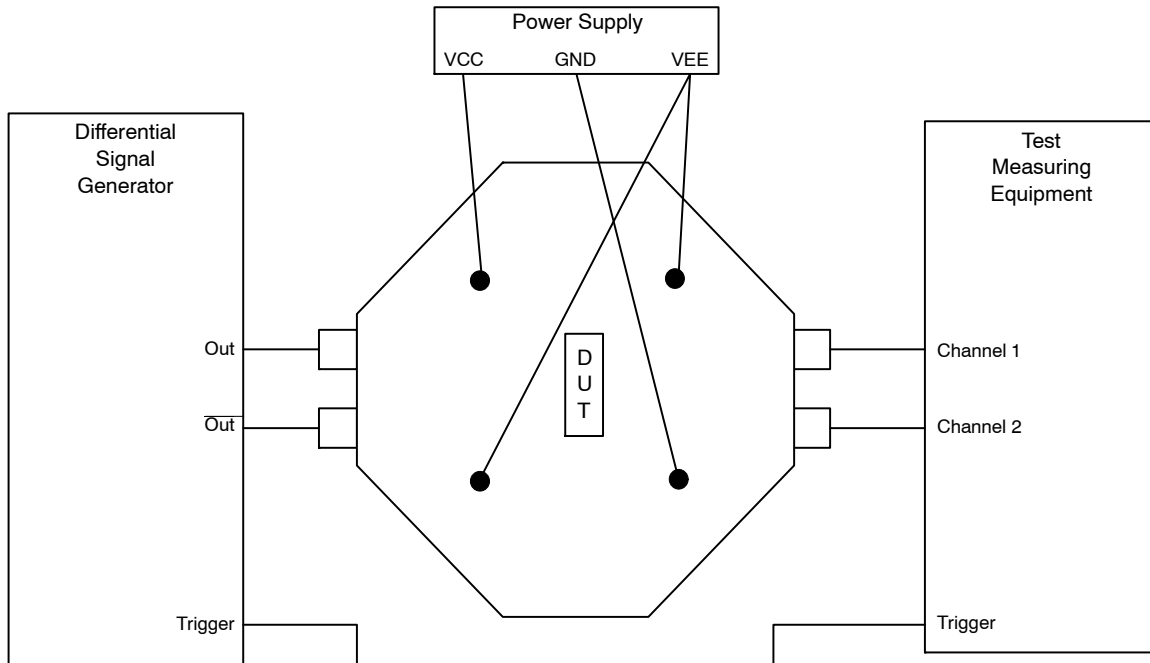 Power Supply
VCC GND VEE
Differential
Signal
Generator
Test
Measuring
Equipment
Out
Out
Trigger
D
U
T
Channel 1
Channel 2
Trigger